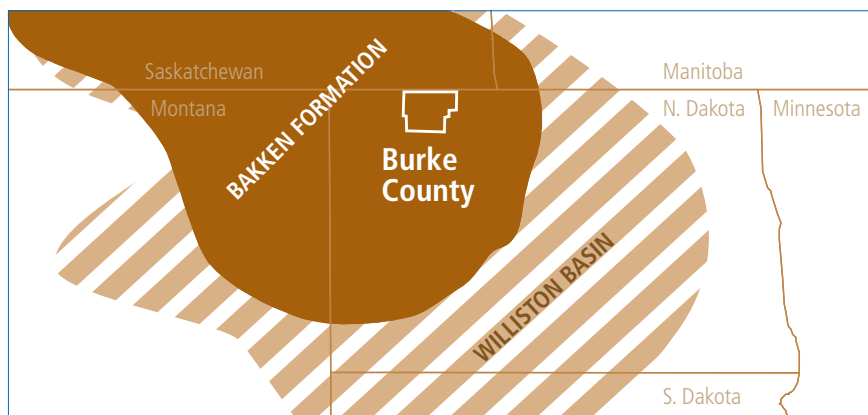 Saskatchewan
Manitoba
Montana
N. Dakota
Minnesota
BAKKEN FORMATION
Burke
County
WILLISTON BASIN
S. Dakota